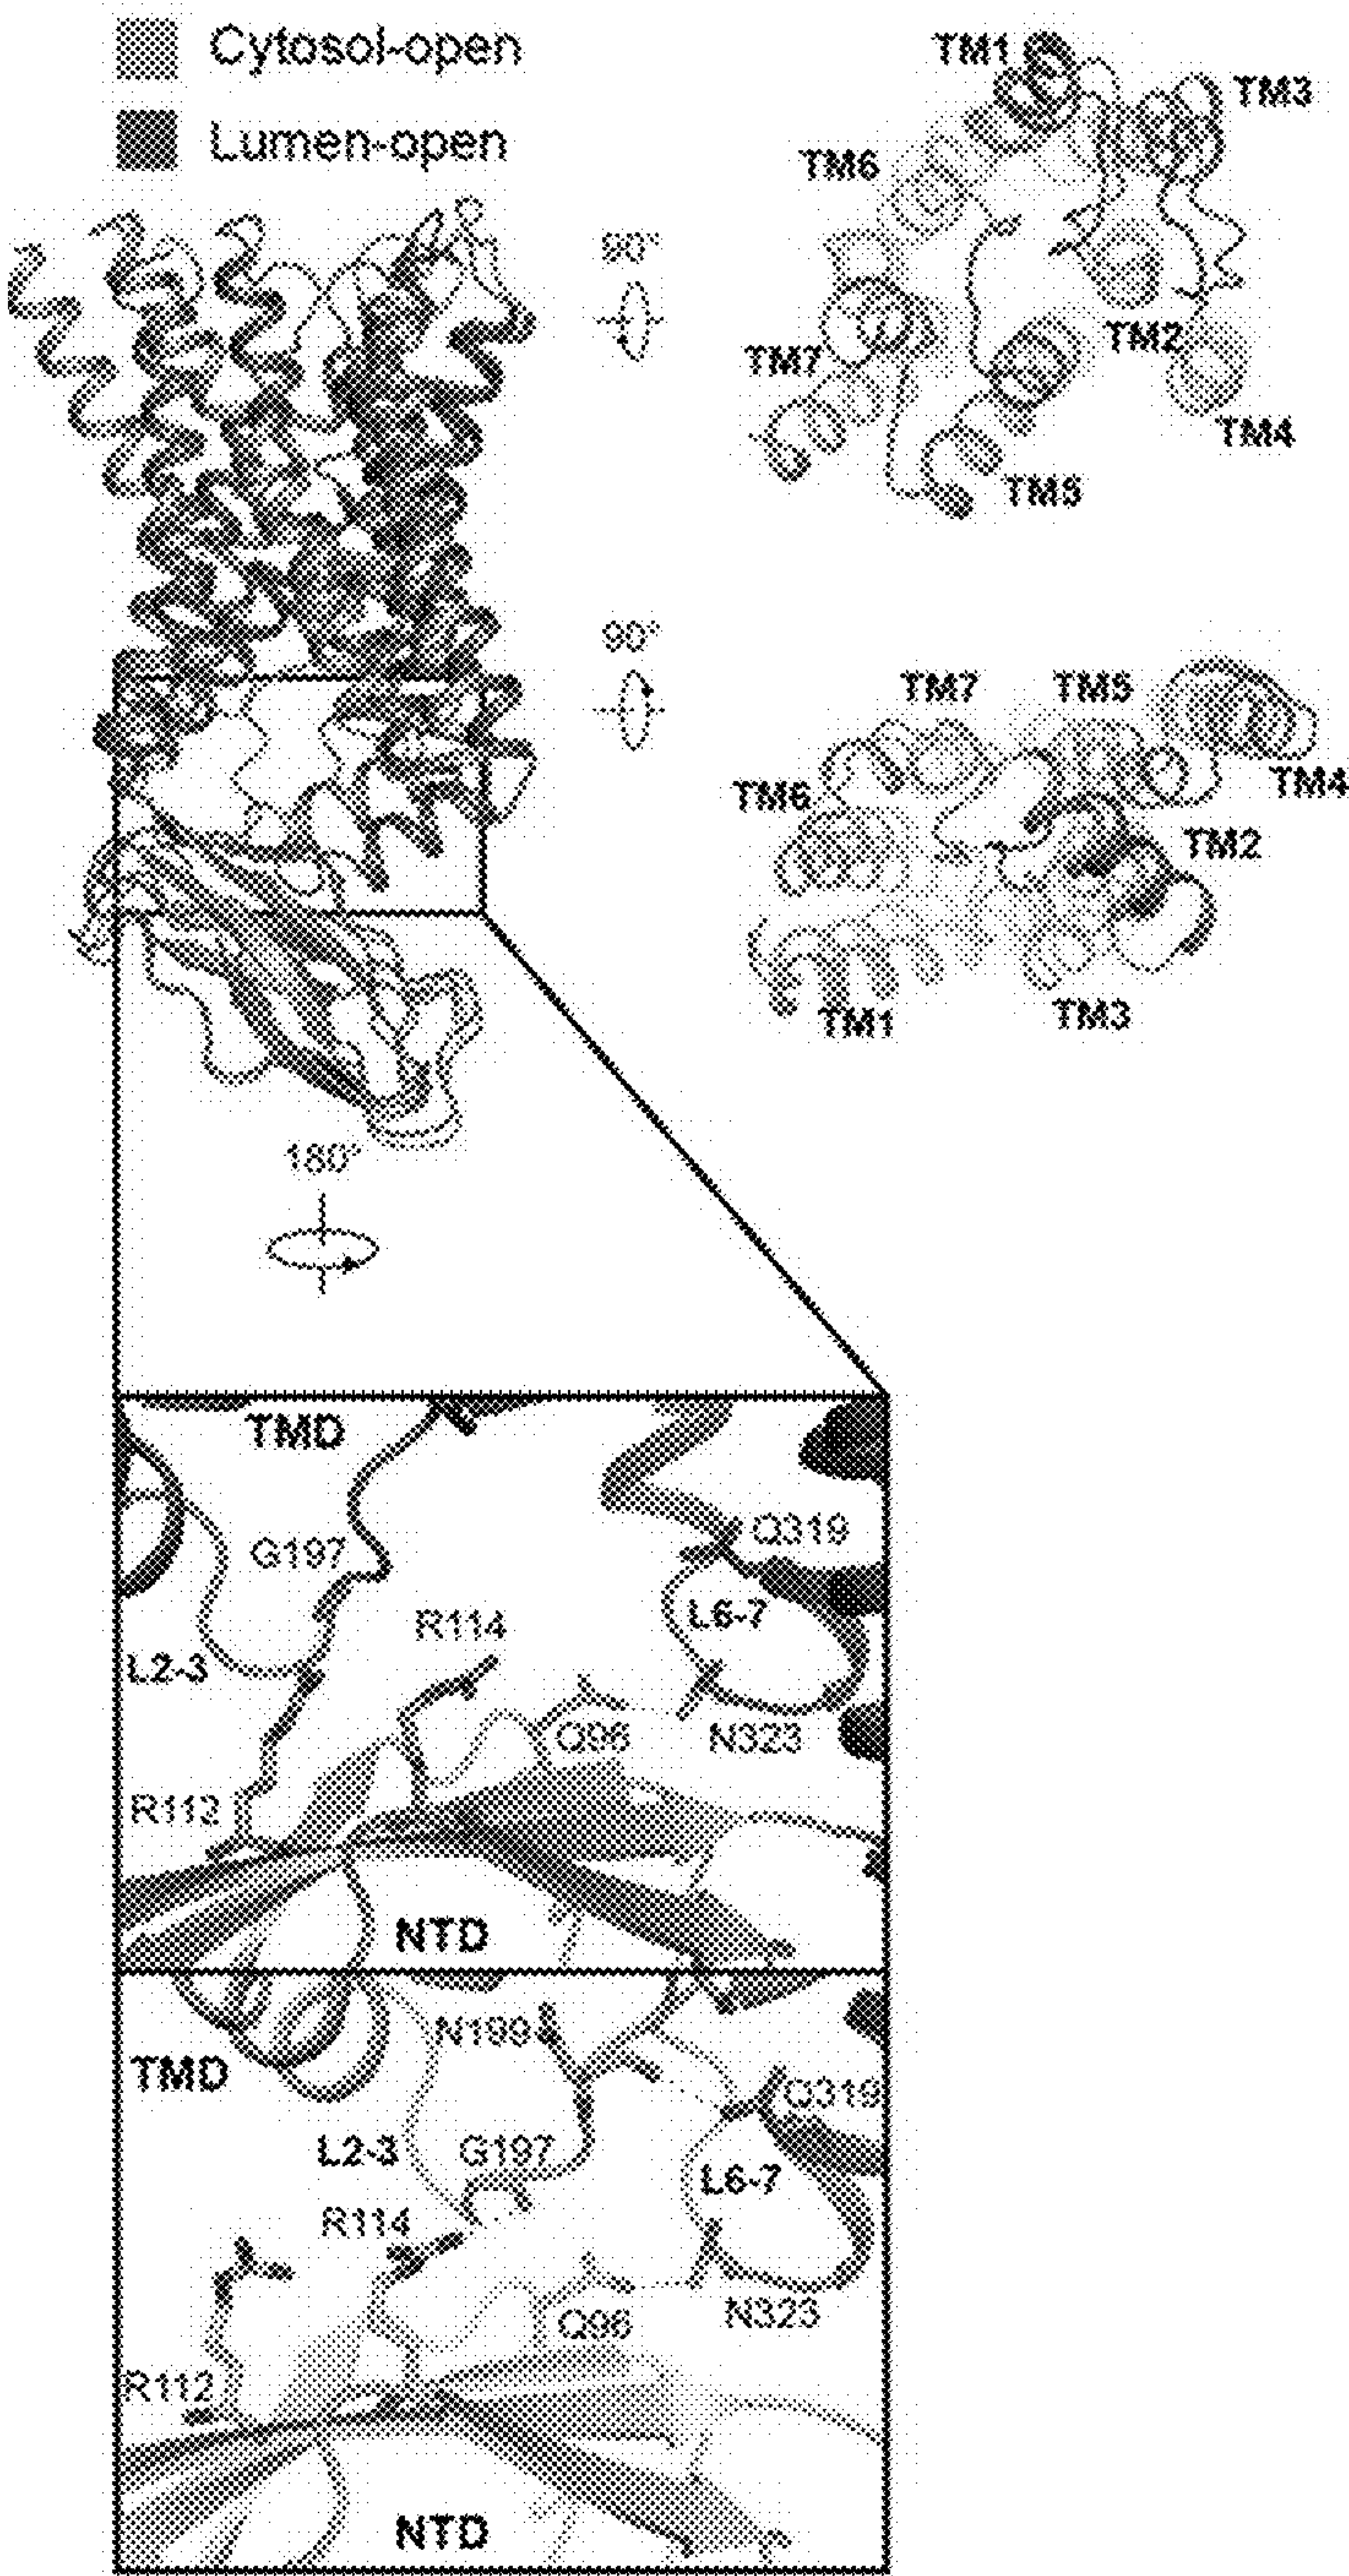 Cytosol-open
Lumen-open
TM1
TM3
TM6
90°
TM2
TM7
TM4
TM5
90°
TM7
TM5
TM4
TM6
TM2
TM1
TM3
180°
TMD
Q319
G197
L6-7
R114
L2-3
Q96
N323
R112
NTD
N199
TMD
Q319
L2-3
G197
L6-7
R114
Q96
N323
R112
NTD